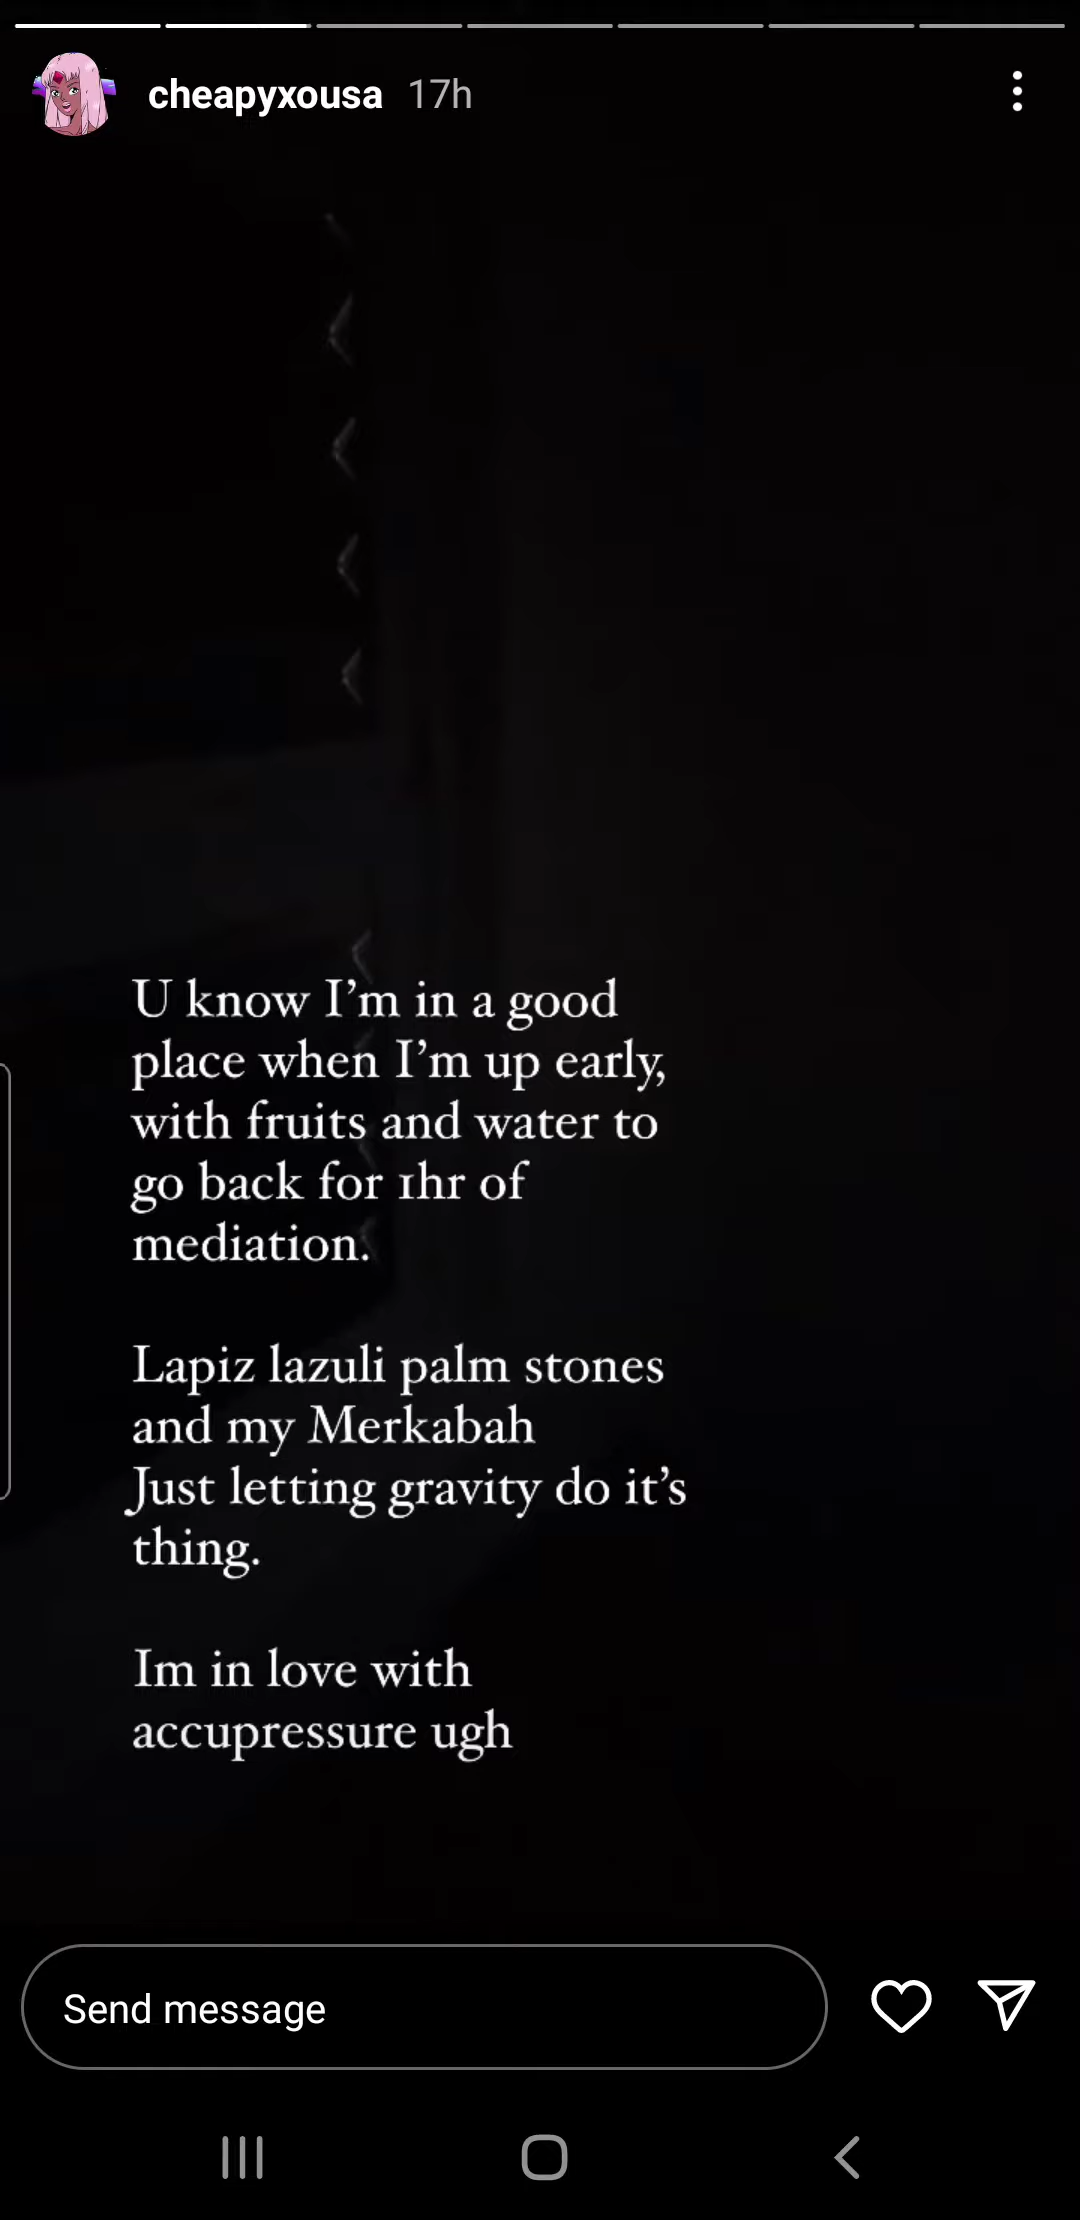 cheapyxousa 17h
U know I’m in a good
place when I’m up early,
with fruits and water to
go back for 1hr of
mediation.
Lapiz lazuli palm stones
and my Merkabah
Just letting gravity do it’s
thing.
Im in love with
accupressure ugh
Send message